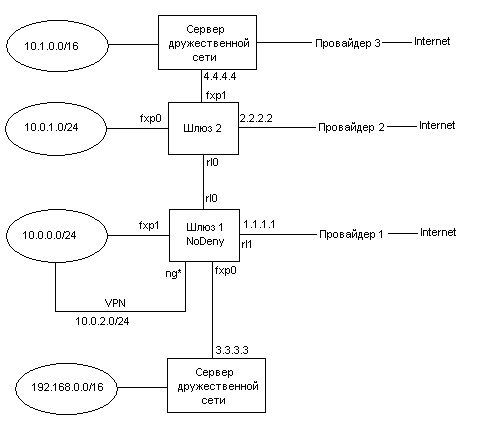 Сервер
дружественной
сети
10.1.0.0/16
Провайдер 3
Internet
4.4.4.4
fxp1
10.0.1.0/24
fxp0
Шлюз 2
2.2.2.2
Провайдер 2
Internet
rl0
rl0
10.0.0.0/24
fxp1
Шлюз 1
NoDeny
1.1.1.1
rl1
Провайдер 1
Internet
ng*
fxp0
VPN
10.0.2.0/24
3.3.3.3
192.168.0.0/16
Сервер
дружественной
сети